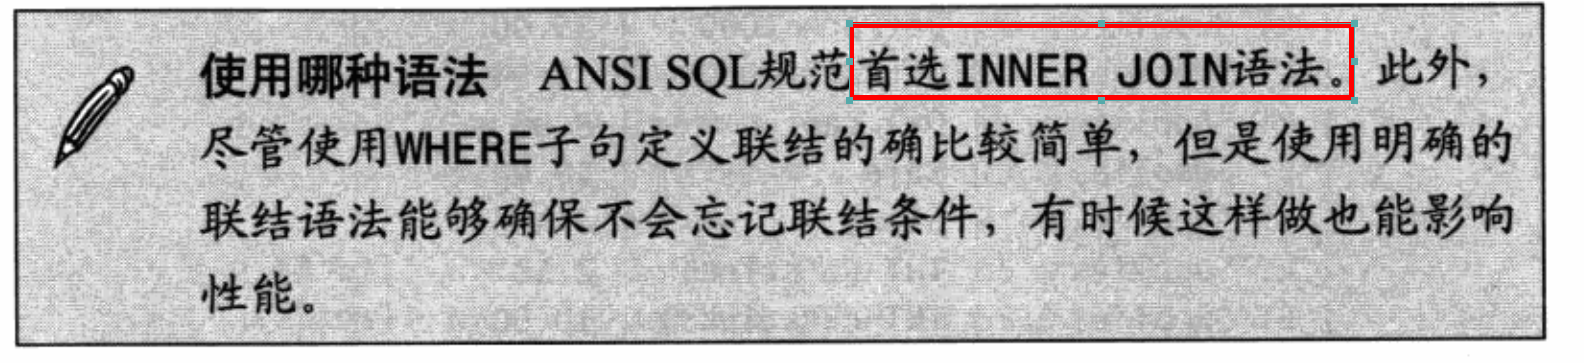 使用哪种语法 ANSI SQL规范首选INNER JOIN语法。此外，
尽管使用WHERE子句定义联结的确比较简单，但是使用明确的
联结语法能够确保不会忘记联结条件，有时候这样做也能影响
性能。